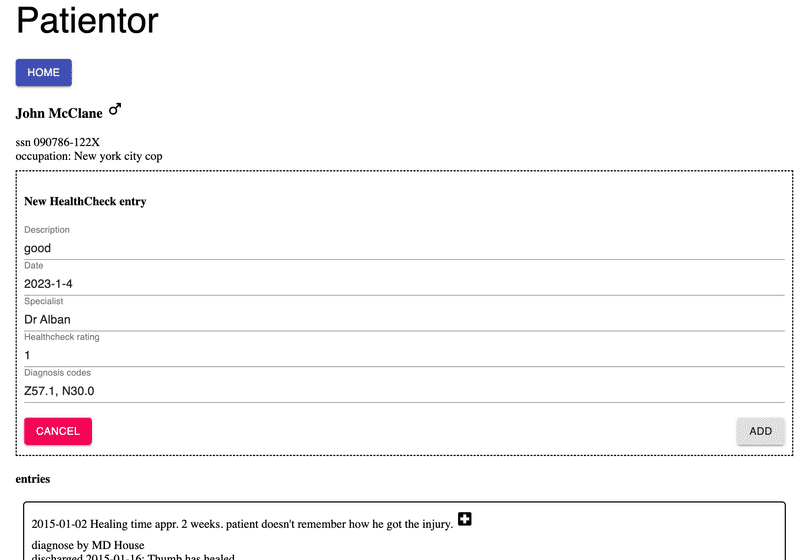 Patientor
HOME
John McClane
ssn 090786-122X
occupation: New york city cop
New HealthCheck entry
Description
good
Date
2023-1-4
Specialist
Dr Alban
Healthcheck rating
1
Diagnosis codes
Z57.1, N30.0
CANCEL ADD
entries
2015-01-02 Healing time appr. 2 weeks. patient doesn't remember how he got the injury.
diagnose by MD House
discharged 2015-01-16: Thumb has healed